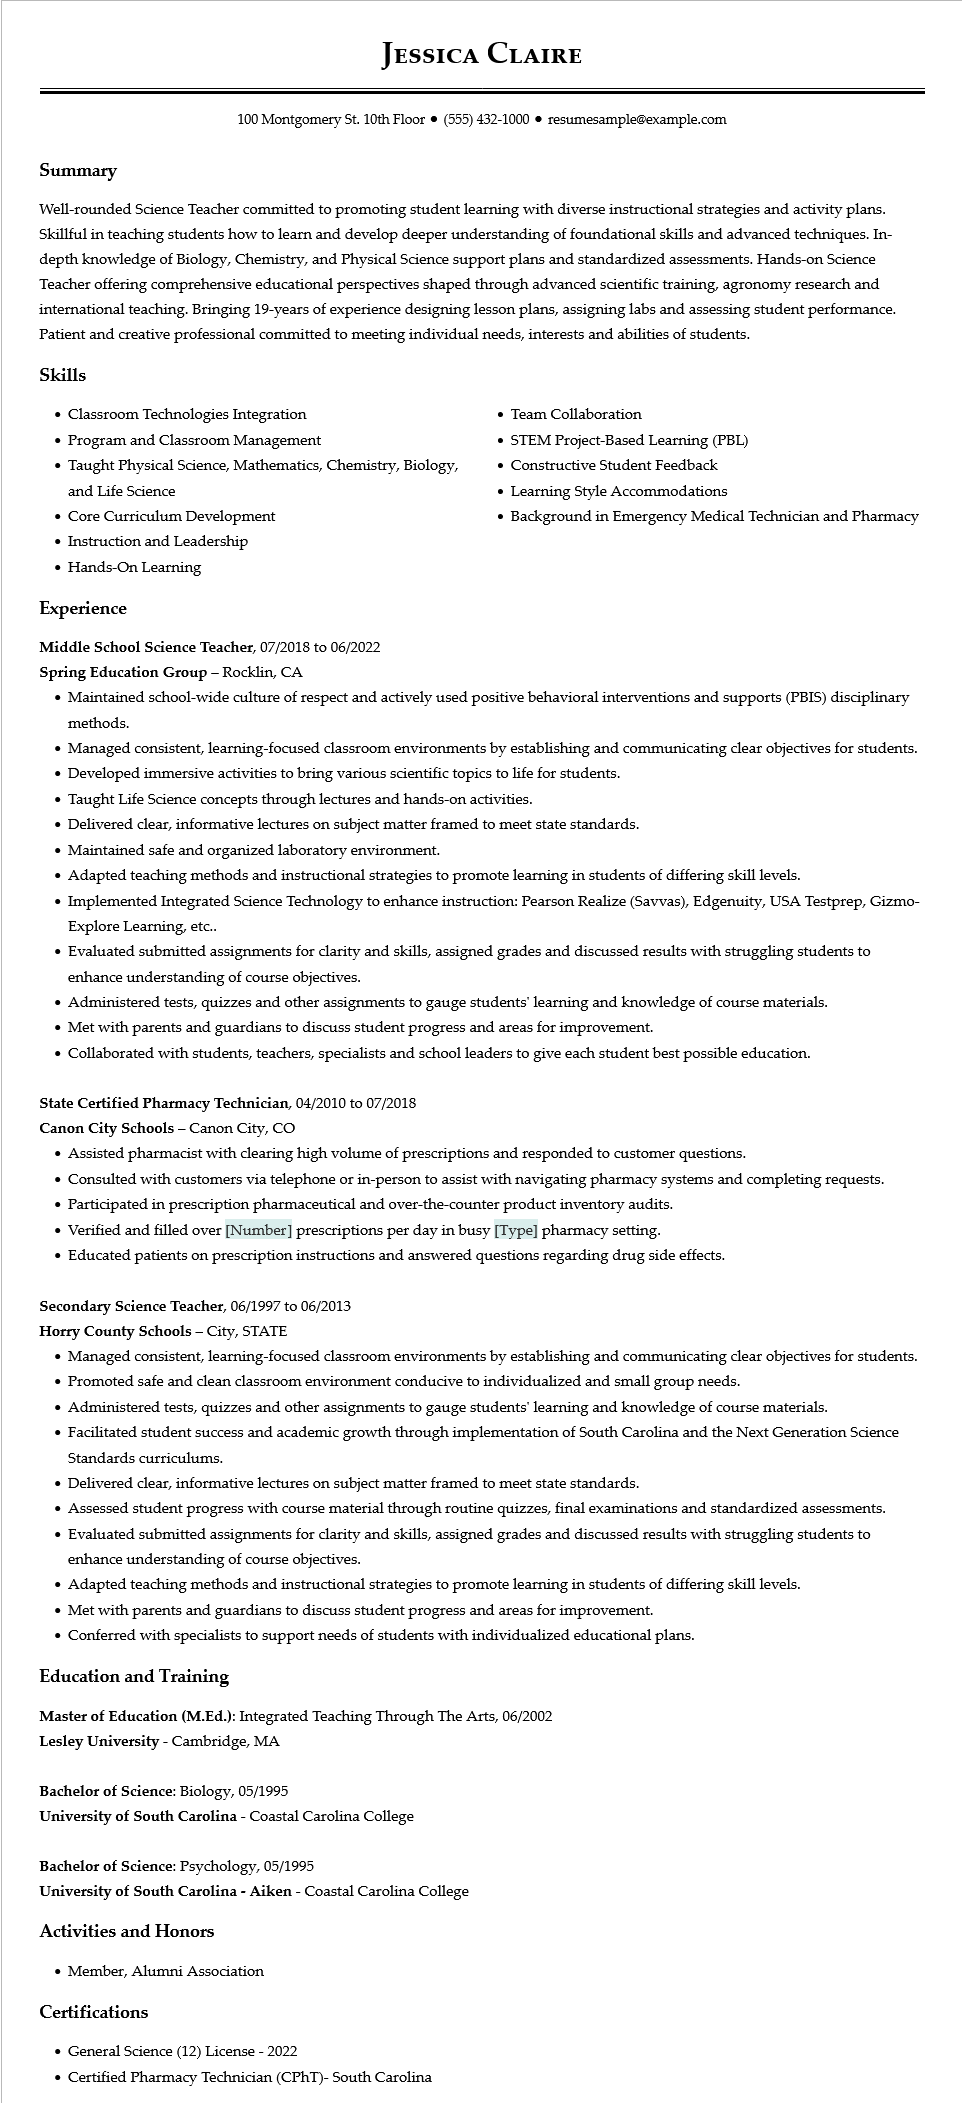 Jessica Claire
100 Montgomery St. 10th Floor ● (555) 432-1000 ● resumesample@example.com
Summary
Well-rounded Science Teacher committed to promoting student learning with diverse instructional strategies and activity plans.
Skillful in teaching students how to learn and develop deeper understanding of foundational skills and advanced techniques. In-
depth knowledge of Biology, Chemistry, and Physical Science support plans and standardized assessments. Hands-on Science
Teacher offering comprehensive educational perspectives shaped through advanced scientific training, agronomy research and
international teaching. Bringing 19-years of experience designing lesson plans, assigning labs and assessing student performance.
Patient and creative professional committed to meeting individual needs, interests and abilities of students.
Skills
• Classroom Technologies Integration
• Program and Classroom Management
• Taught Physical Science, Mathematics, Chemistry, Biology,
and Life Science
• Core Curriculum Development
• Instruction and Leadership
• Hands-On Learning
• Team Collaboration
• STEM Project-Based Learning (PBL)
• Constructive Student Feedback
• Learning Style Accommodations
• Background in Emergency Medical Technician and Pharmacy
Experience
Middle School Science Teacher, 07/2018 to 06/2022
Spring Education Group – Rocklin, CA
• Maintained school-wide culture of respect and actively used positive behavioral interventions and supports (PBIS) disciplinary
methods.
• Managed consistent, learning-focused classroom environments by establishing and communicating clear objectives for students.
• Developed immersive activities to bring various scientific topics to life for students.
• Taught Life Science concepts through lectures and hands-on activities.
• Delivered clear, informative lectures on subject matter framed to meet state standards.
• Maintained safe and organized laboratory environment.
• Adapted teaching methods and instructional strategies to promote learning in students of differing skill levels.
• Implemented Integrated Science Technology to enhance instruction: Pearson Realize (Savvas), Edgenuity, USA Testprep, Gizmo-
Explore Learning, etc..
• Evaluated submitted assignments for clarity and skills, assigned grades and discussed results with struggling students to
enhance understanding of course objectives.
• Administered tests, quizzes and other assignments to gauge students' learning and knowledge of course materials.
• Met with parents and guardians to discuss student progress and areas for improvement.
• Collaborated with students, teachers, specialists and school leaders to give each student best possible education.
State Certified Pharmacy Technician, 04/2010 to 07/2018
Canon City Schools – Canon City, CO
• Assisted pharmacist with clearing high volume of prescriptions and responded to customer questions.
• Consulted with customers via telephone or in-person to assist with navigating pharmacy systems and completing requests.
• Participated in prescription pharmaceutical and over-the-counter product inventory audits.
• Verified and filled over [Number] prescriptions per day in busy [Type] pharmacy setting.
• Educated patients on prescription instructions and answered questions regarding drug side effects.
Secondary Science Teacher, 06/1997 to 06/2013
Horry County Schools – City, STATE
• Managed consistent, learning-focused classroom environments by establishing and communicating clear objectives for students.
• Promoted safe and clean classroom environment conducive to individualized and small group needs.
• Administered tests, quizzes and other assignments to gauge students' learning and knowledge of course materials.
• Facilitated student success and academic growth through implementation of South Carolina and the Next Generation Science
Standards curriculums.
• Delivered clear, informative lectures on subject matter framed to meet state standards.
• Assessed student progress with course material through routine quizzes, final examinations and standardized assessments.
• Evaluated submitted assignments for clarity and skills, assigned grades and discussed results with struggling students to
enhance understanding of course objectives.
• Adapted teaching methods and instructional strategies to promote learning in students of differing skill levels.
• Met with parents and guardians to discuss student progress and areas for improvement.
• Conferred with specialists to support needs of students with individualized educational plans.
Education and Training
Master of Education (M.Ed.): Integrated Teaching Through The Arts, 06/2002
Lesley University - Cambridge, MA
Bachelor of Science: Biology, 05/1995
University of South Carolina - Coastal Carolina College
Bachelor of Science: Psychology, 05/1995
University of South Carolina - Aiken - Coastal Carolina College
Activities and Honors
• Member, Alumni Association
Certifications
• General Science (12) License - 2022
• Certified Pharmacy Technician (CPhT)- South Carolina